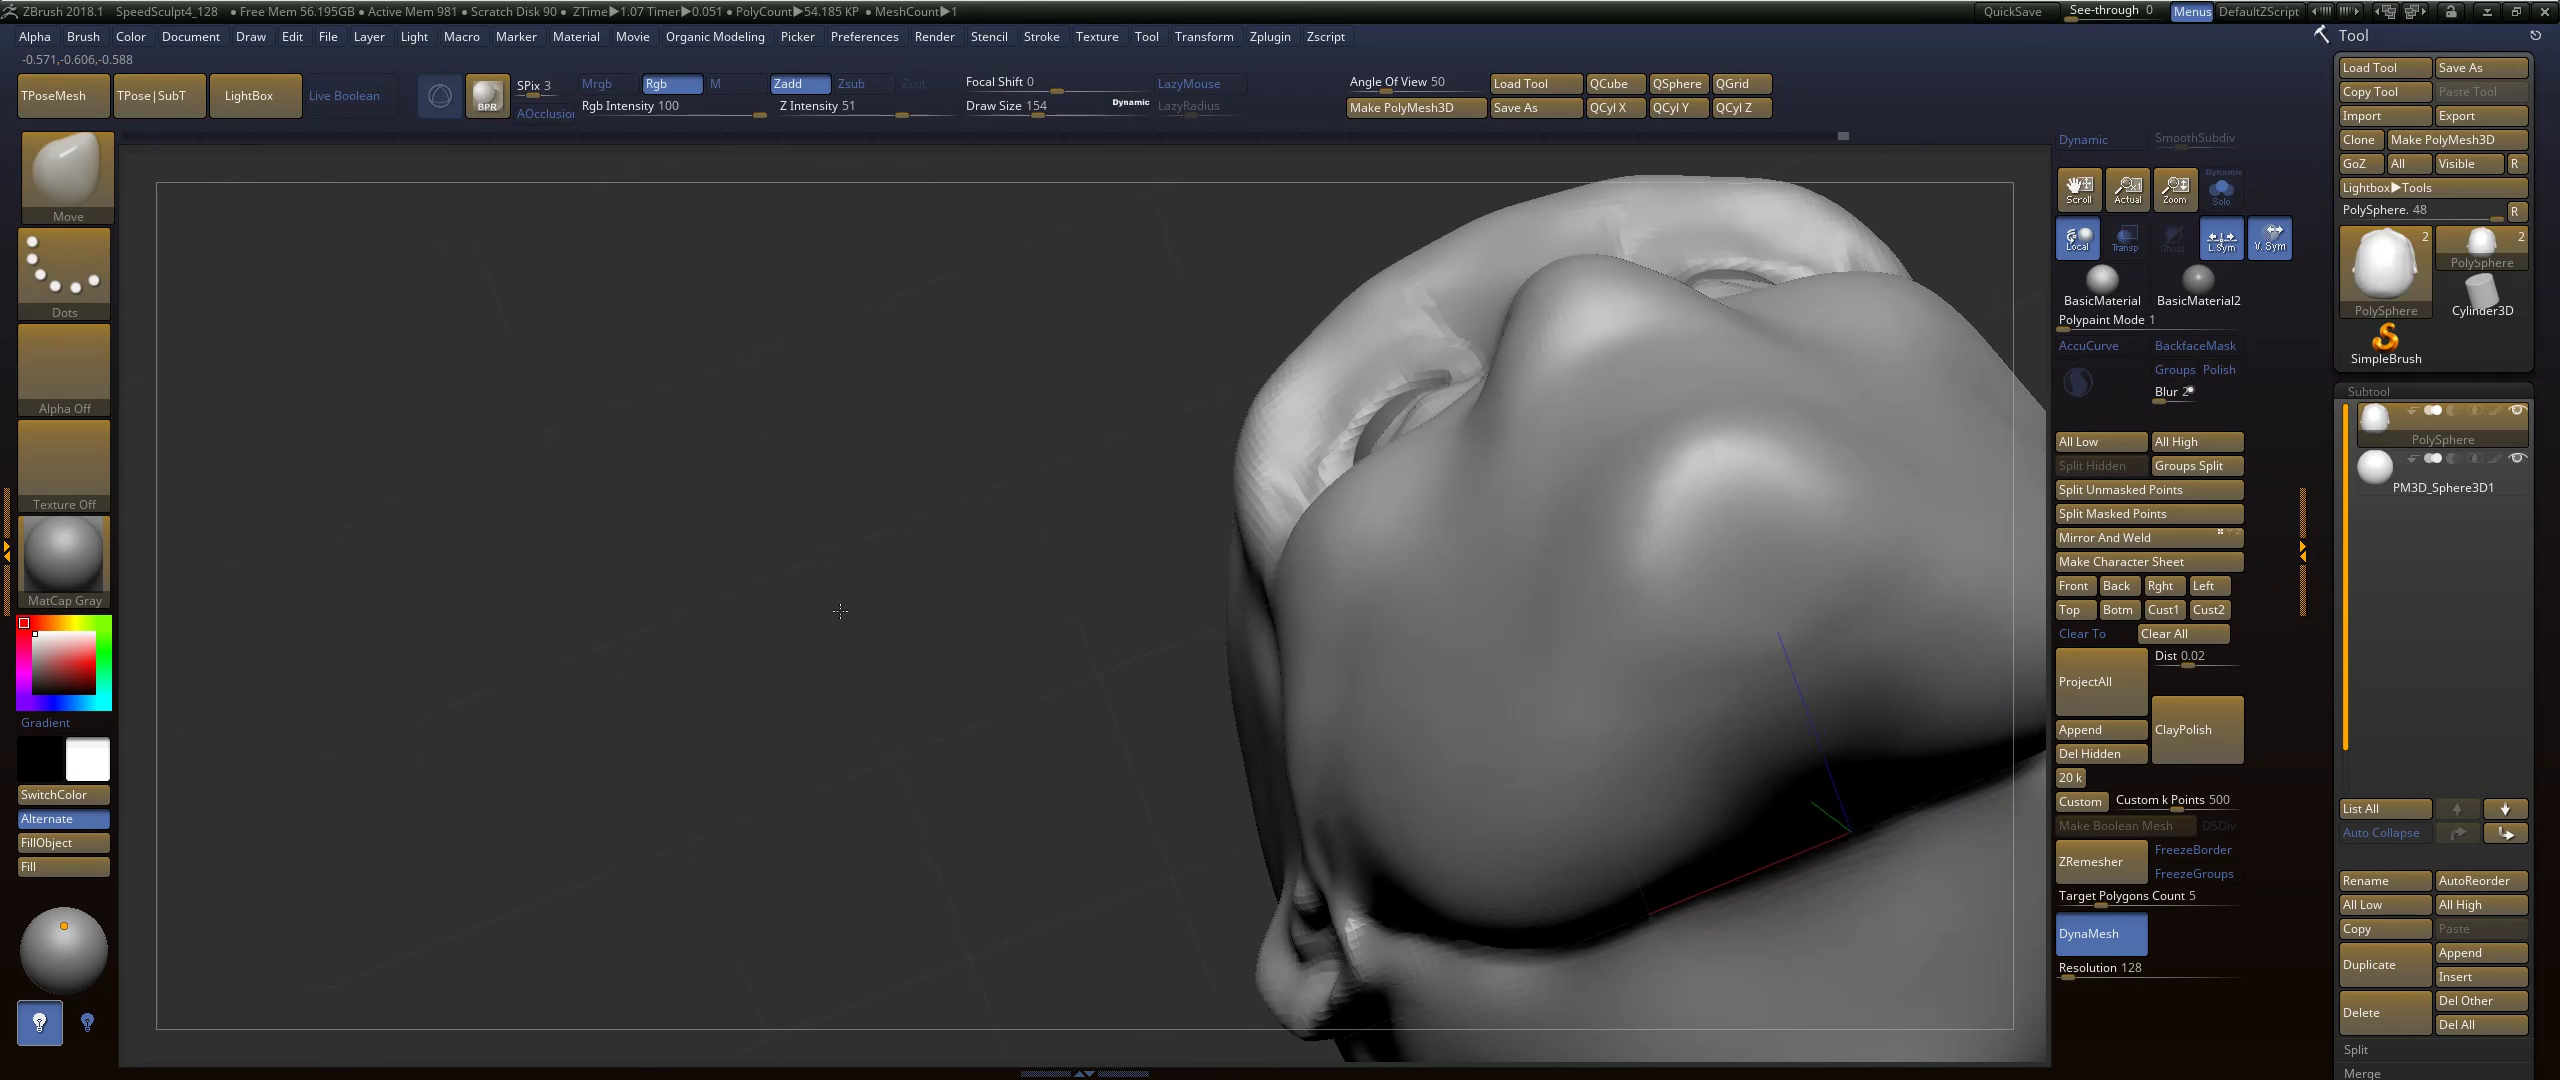 ZBrush 2018.1 SpeedSculpt4_128 ● Free Mem 56.195GB ● Active Mem 981 ● Scratch Disk 90 ● ZTime▶1.07 Timer▶0.051 ● PolyCount▶54.185 KP ● MeshCount▶1 QuickSave See-through 0 Menus DefaultZScript
Alpha Brush Color Document Draw Edit File Layer Light Macro Marker Material Movie Organic Modeling Picker Preferences Render Stencil Stroke Texture Tool Transform Zplugin Zscript Tool
-0.571,-0.606,-0.588
TPoseMesh TPose|SubT LightBox Live Boolean BPR SPix 3 AOcclusio
Mrgb Rgb M Zadd Zsub Zcut Focal Shift 0 LazyMouse Angle Of View 50 Load Tool QCube QSphere QGrid
Rgb Intensity 100 Z Intensity 51 Draw Size 154 Dynamic LazyRadius Make PolyMesh3D Save As QCyl X QCyl Y QCyl Z
Move
Dots
Alpha Off
Texture Off
MatCap Gray
Gradient
SwitchColor
Alternate
FillObject
Fill
Dynamic SmoothSubdiv
Scroll Actual Zoom Dynamic Solo
Local Transp Ghost L.Sym V. Sym
BasicMaterial BasicMaterial2
Polypaint Mode 1
AccuCurve BackfaceMask
Groups Polish
Blur 2
All Low All High
Split Hidden Groups Split
Split Unmasked Points
Split Masked Points
Mirror And Weld
Make Character Sheet
Front Back Rght Left
Top Botm Cust1 Cust2
Clear To Clear All
ProjectAll Dist 0.02
Append ClayPolish
Del Hidden
20 k
Custom Custom k Points 500
Make Boolean Mesh DSDiv
ZRemesher FreezeBorder
FreezeGroups
Target Polygons Count 5
DynaMesh
Resolution 128
Load Tool Save As
Copy Tool Paste Tool
Import Export
Clone Make PolyMesh3D
GoZ All Visible R
Lightbox▶Tools
PolySphere. 48 R
2 2
PolySphere
PolySphere Cylinder3D
SimpleBrush
Subtool
PolySphere
PM3D_Sphere3D1
List All
Auto Collapse
Rename AutoReorder
All Low All High
Copy Paste
Duplicate Append
Insert
Delete Del Other
Del All
Split
Merge